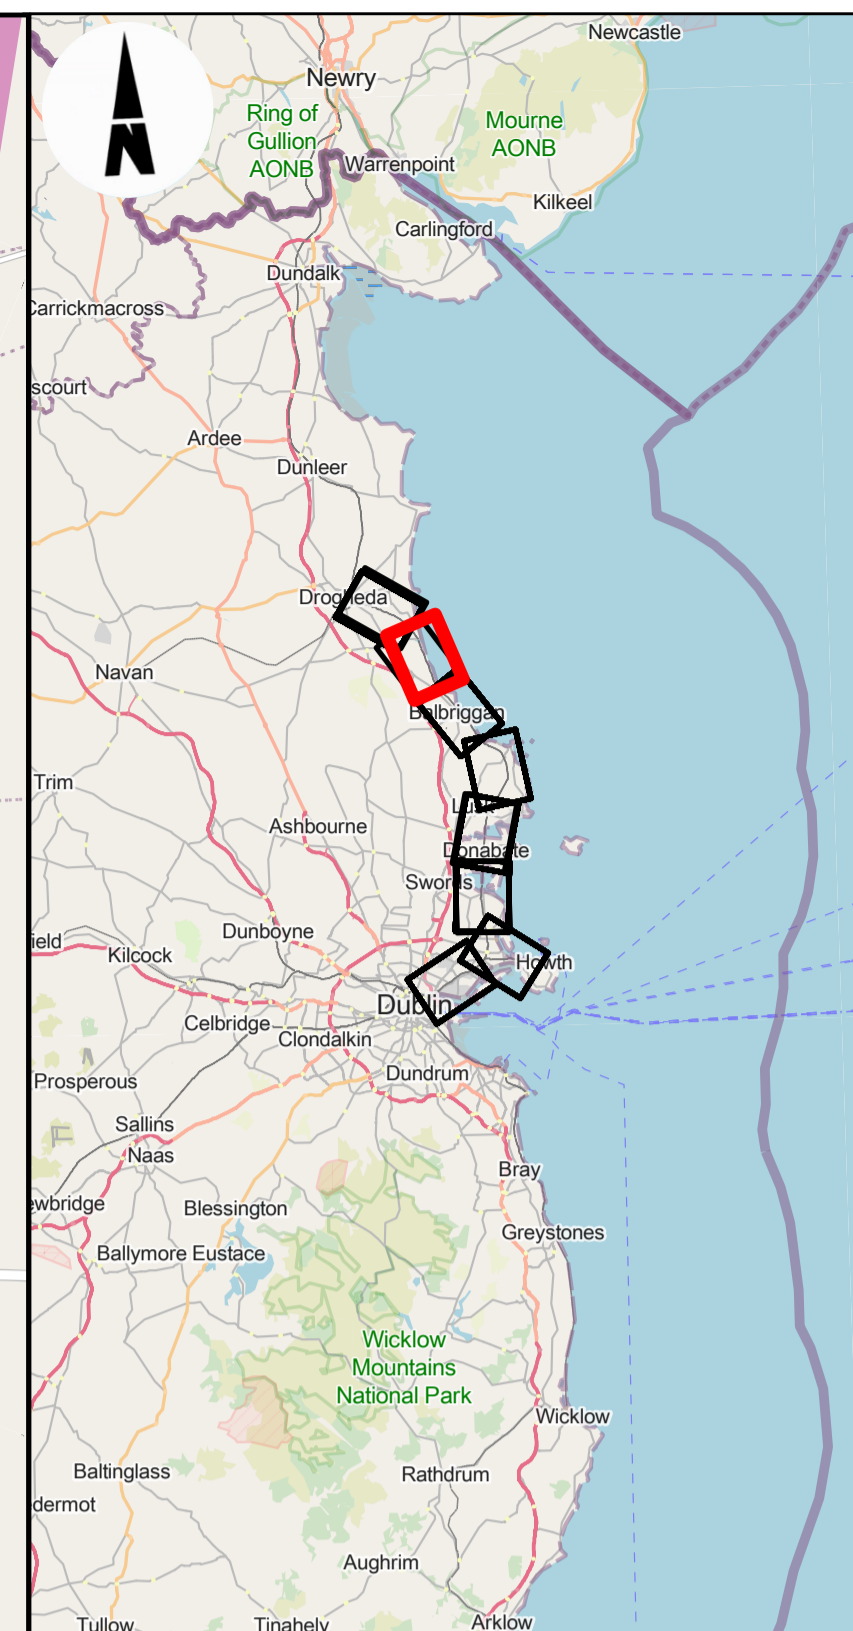 Newcastle
N
Newry
Ring of
Gullion
AONB
Mourne
AONB
Warrenpoint
Kilkeel
Carlingford
Dundalk
Carrickmacross
scourt
Ardee
Dunleer
Drogheda
Navan
Balbriggan
Trim
Lusk
Ashbourne
Donabate
Swords
Dunboyne
ield
Kilcock
Howth
Dublin
Celbridge
Clondalkin
Dundrum
Prosperous
Sallins
Naas
Bray
ewbridge
Blessington
Greystones
Ballymore Eustace
Wicklow
Mountains
National Park
Wicklow
Baltinglass
Rathdrum
dermot
Aughrim
Tullow
Tinahely
Arklow